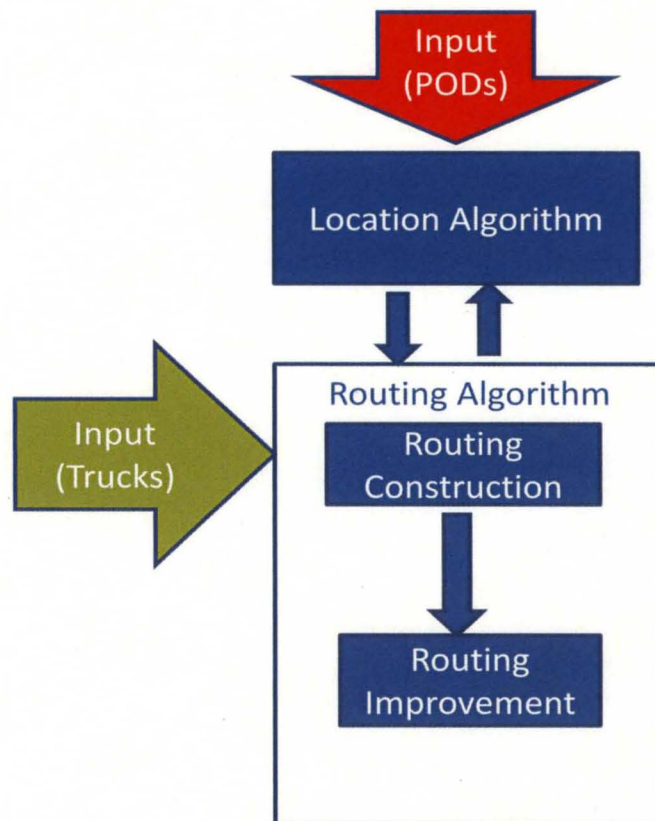 Input
(PODs)
Location Algorithm
Routing Algorithm
Input
(Trucks)
Routing
Construction
Routing
Improvement